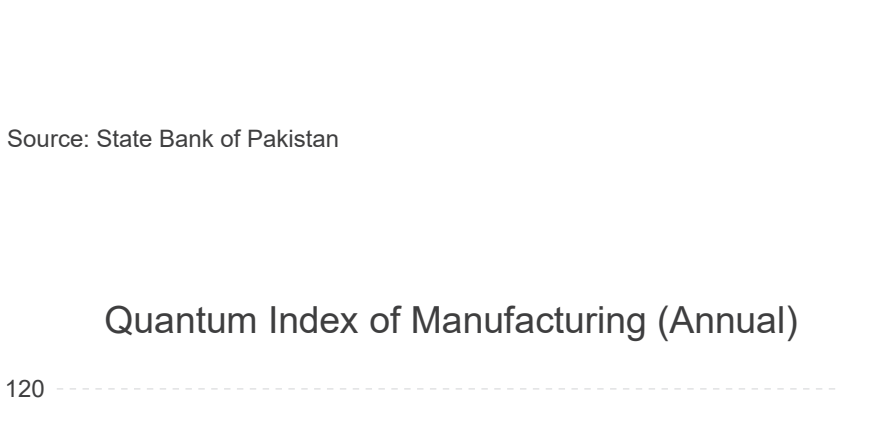 Source: State Bank of Pakistan
Quantum Index of Manufacturing (Annual)
120